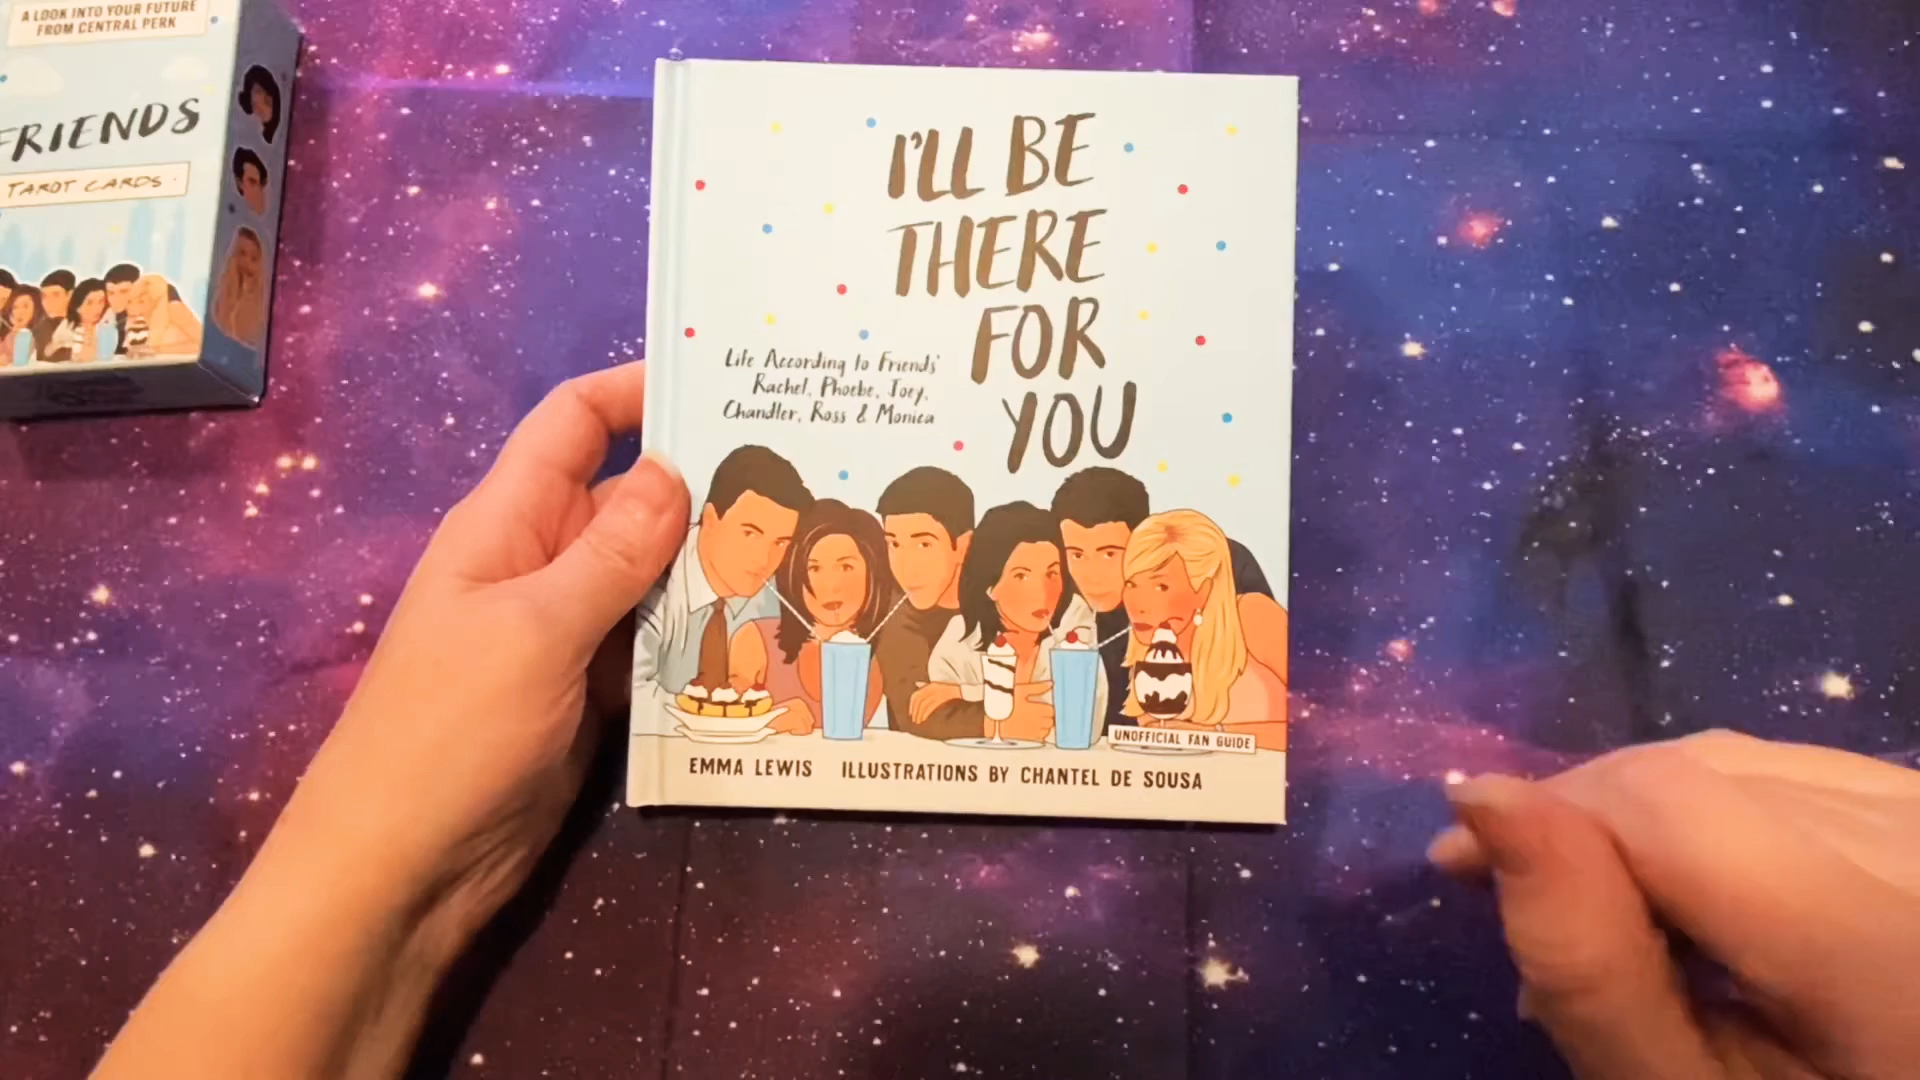 A LOOK INTO YOUR FUTURE
FROM CENTRAL PERK
FRIENDS
TAROT CARDS
I'LL BE
THERE
FOR
YOU
Life According to Friends'
Rachel, Phoebe, Joey,
Chandler, Ross & Monica
UNOFFICIAL FAN GUIDE
EMMA LEWIS ILLUSTRATIONS BY CHANTEL DE SOUSA